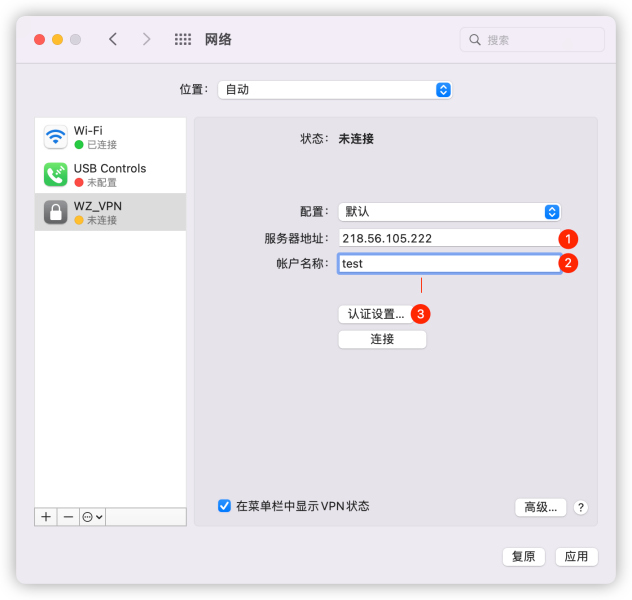 网络
搜索
位置： 自动
Wi-Fi
已连接
USB Controls
未配置
WZ_VPN
未连接
状态： 未连接
配置： 默认
服务器地址： 218.56.105.222 1
帐户名称： test 2
认证设置... 3
连接
在菜单栏中显示 VPN 状态
高级... ?
复原 应用